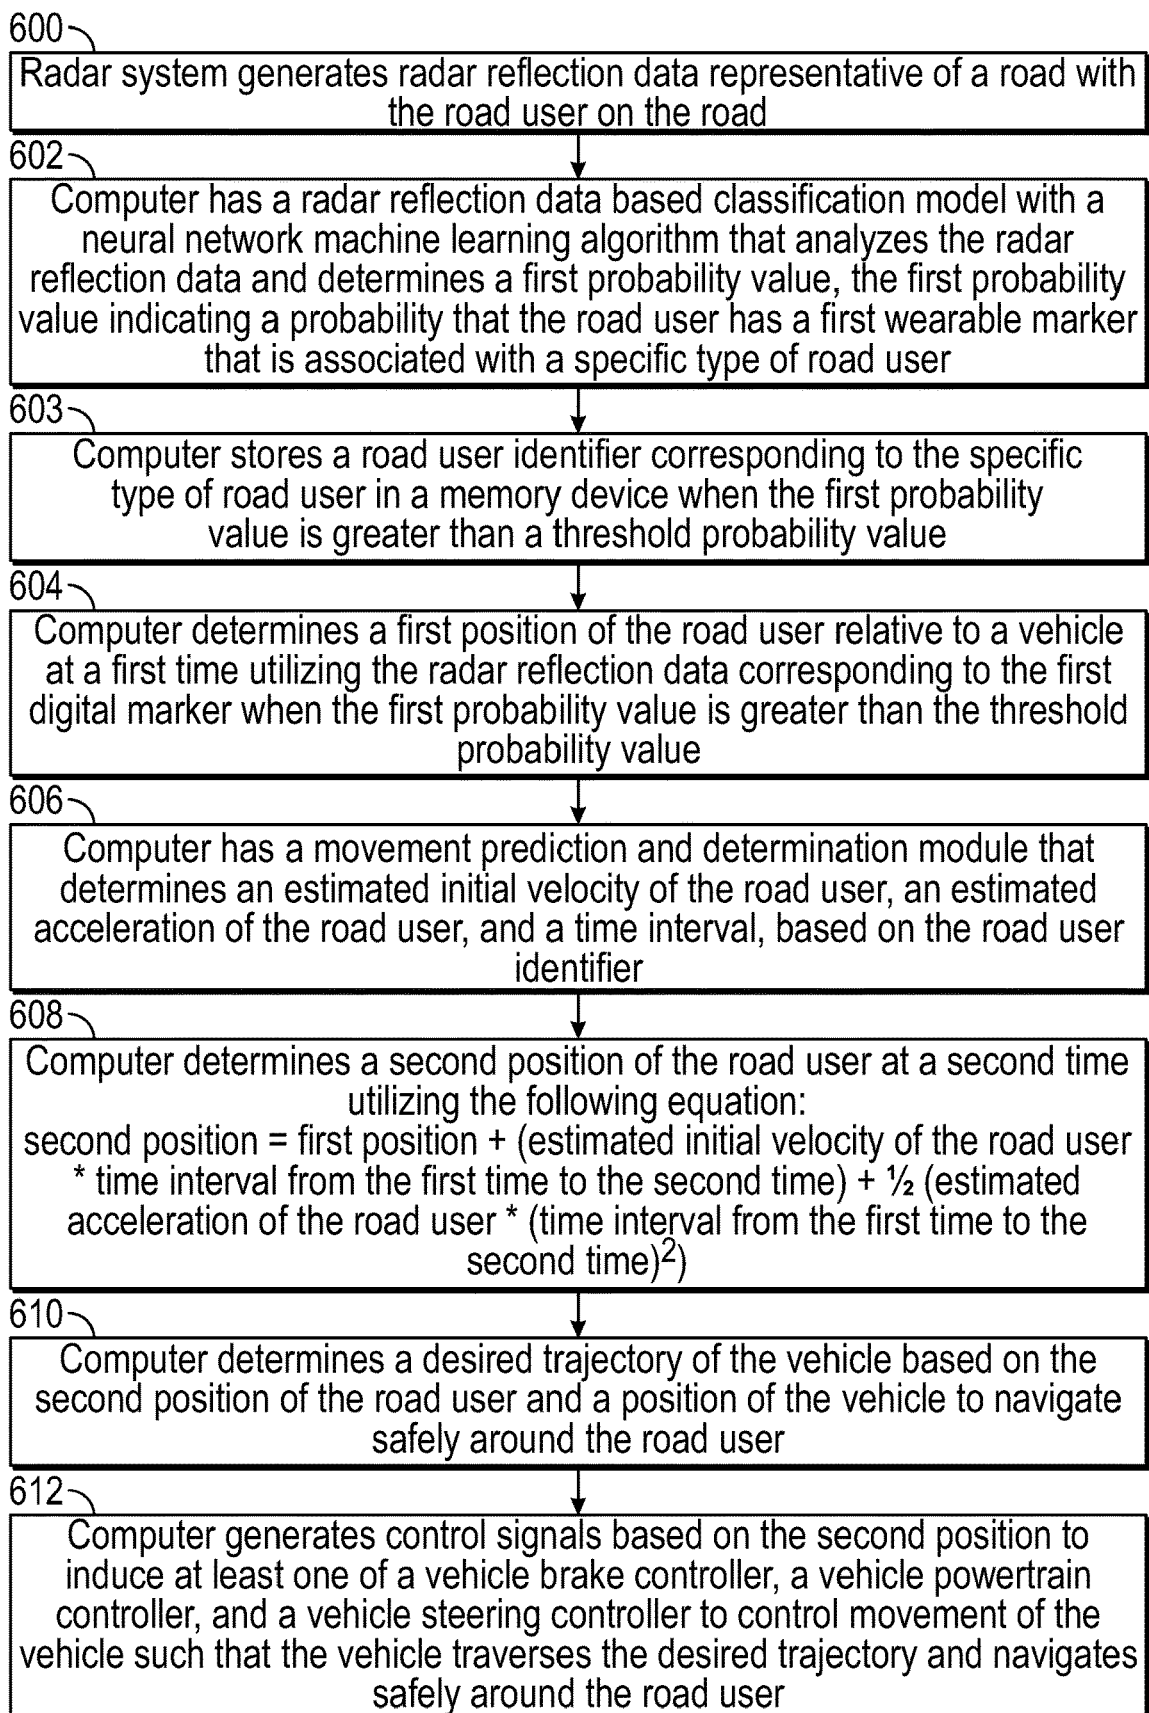 600
Radar system generates radar reflection data representative of a road with
the road user on the road
602
Computer has a radar reflection data based classification model with a
neural network machine learning algorithm that analyzes the radar
reflection data and determines a first probability value, the first probability
value indicating a probability that the road user has a first wearable marker
that is associated with a specific type of road user
603
Computer stores a road user identifier corresponding to the specific
type of road user in a memory device when the first probability
value is greater than a threshold probability value
604
Computer determines a first position of the road user relative to a vehicle
at a first time utilizing the radar reflection data corresponding to the first
digital marker when the first probability value is greater than the threshold
probability value
606
Computer has a movement prediction and determination module that
determines an estimated initial velocity of the road user, an estimated
acceleration of the road user, and a time interval, based on the road user
identifier
608
Computer determines a second position of the road user at a second time
utilizing the following equation:
second position = first position + (estimated initial velocity of the road user
* time interval from the first time to the second time) + ½ (estimated
acceleration of the road user * (time interval from the first time to the
second time)²)
610
Computer determines a desired trajectory of the vehicle based on the
second position of the road user and a position of the vehicle to navigate
safely around the road user
612
Computer generates control signals based on the second position to
induce at least one of a vehicle brake controller, a vehicle powertrain
controller, and a vehicle steering controller to control movement of the
vehicle such that the vehicle traverses the desired trajectory and navigates
safely around the road user